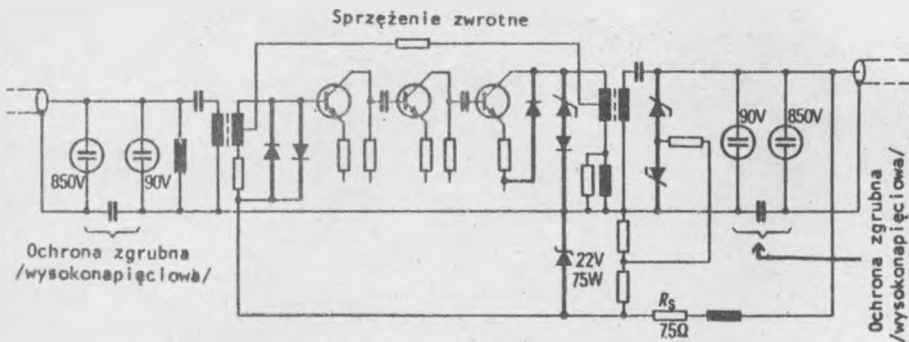 Sprzężenie zwrotne
850V
90V
90V
850V
Ochrona zgrubna
/wysokonapięciowa/
22V
75W
Rs
75Ω
Ochrona zgrubna
/wysokonapięciowa/